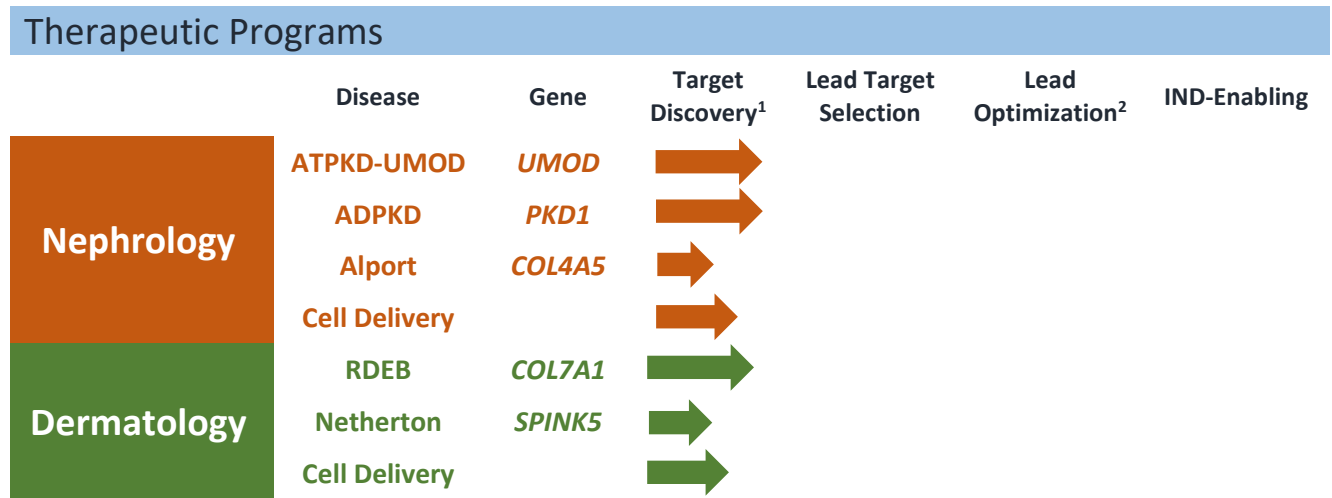 Therapeutic Programs
Disease Gene Target Discovery¹ Lead Target Selection Lead Optimization² IND-Enabling
Nephrology
ATPKD-UMOD UMOD
ADPKD PKD1
Alport COL4A5
Cell Delivery
Dermatology
RDEB COL7A1
Netherton SPINK5
Cell Delivery